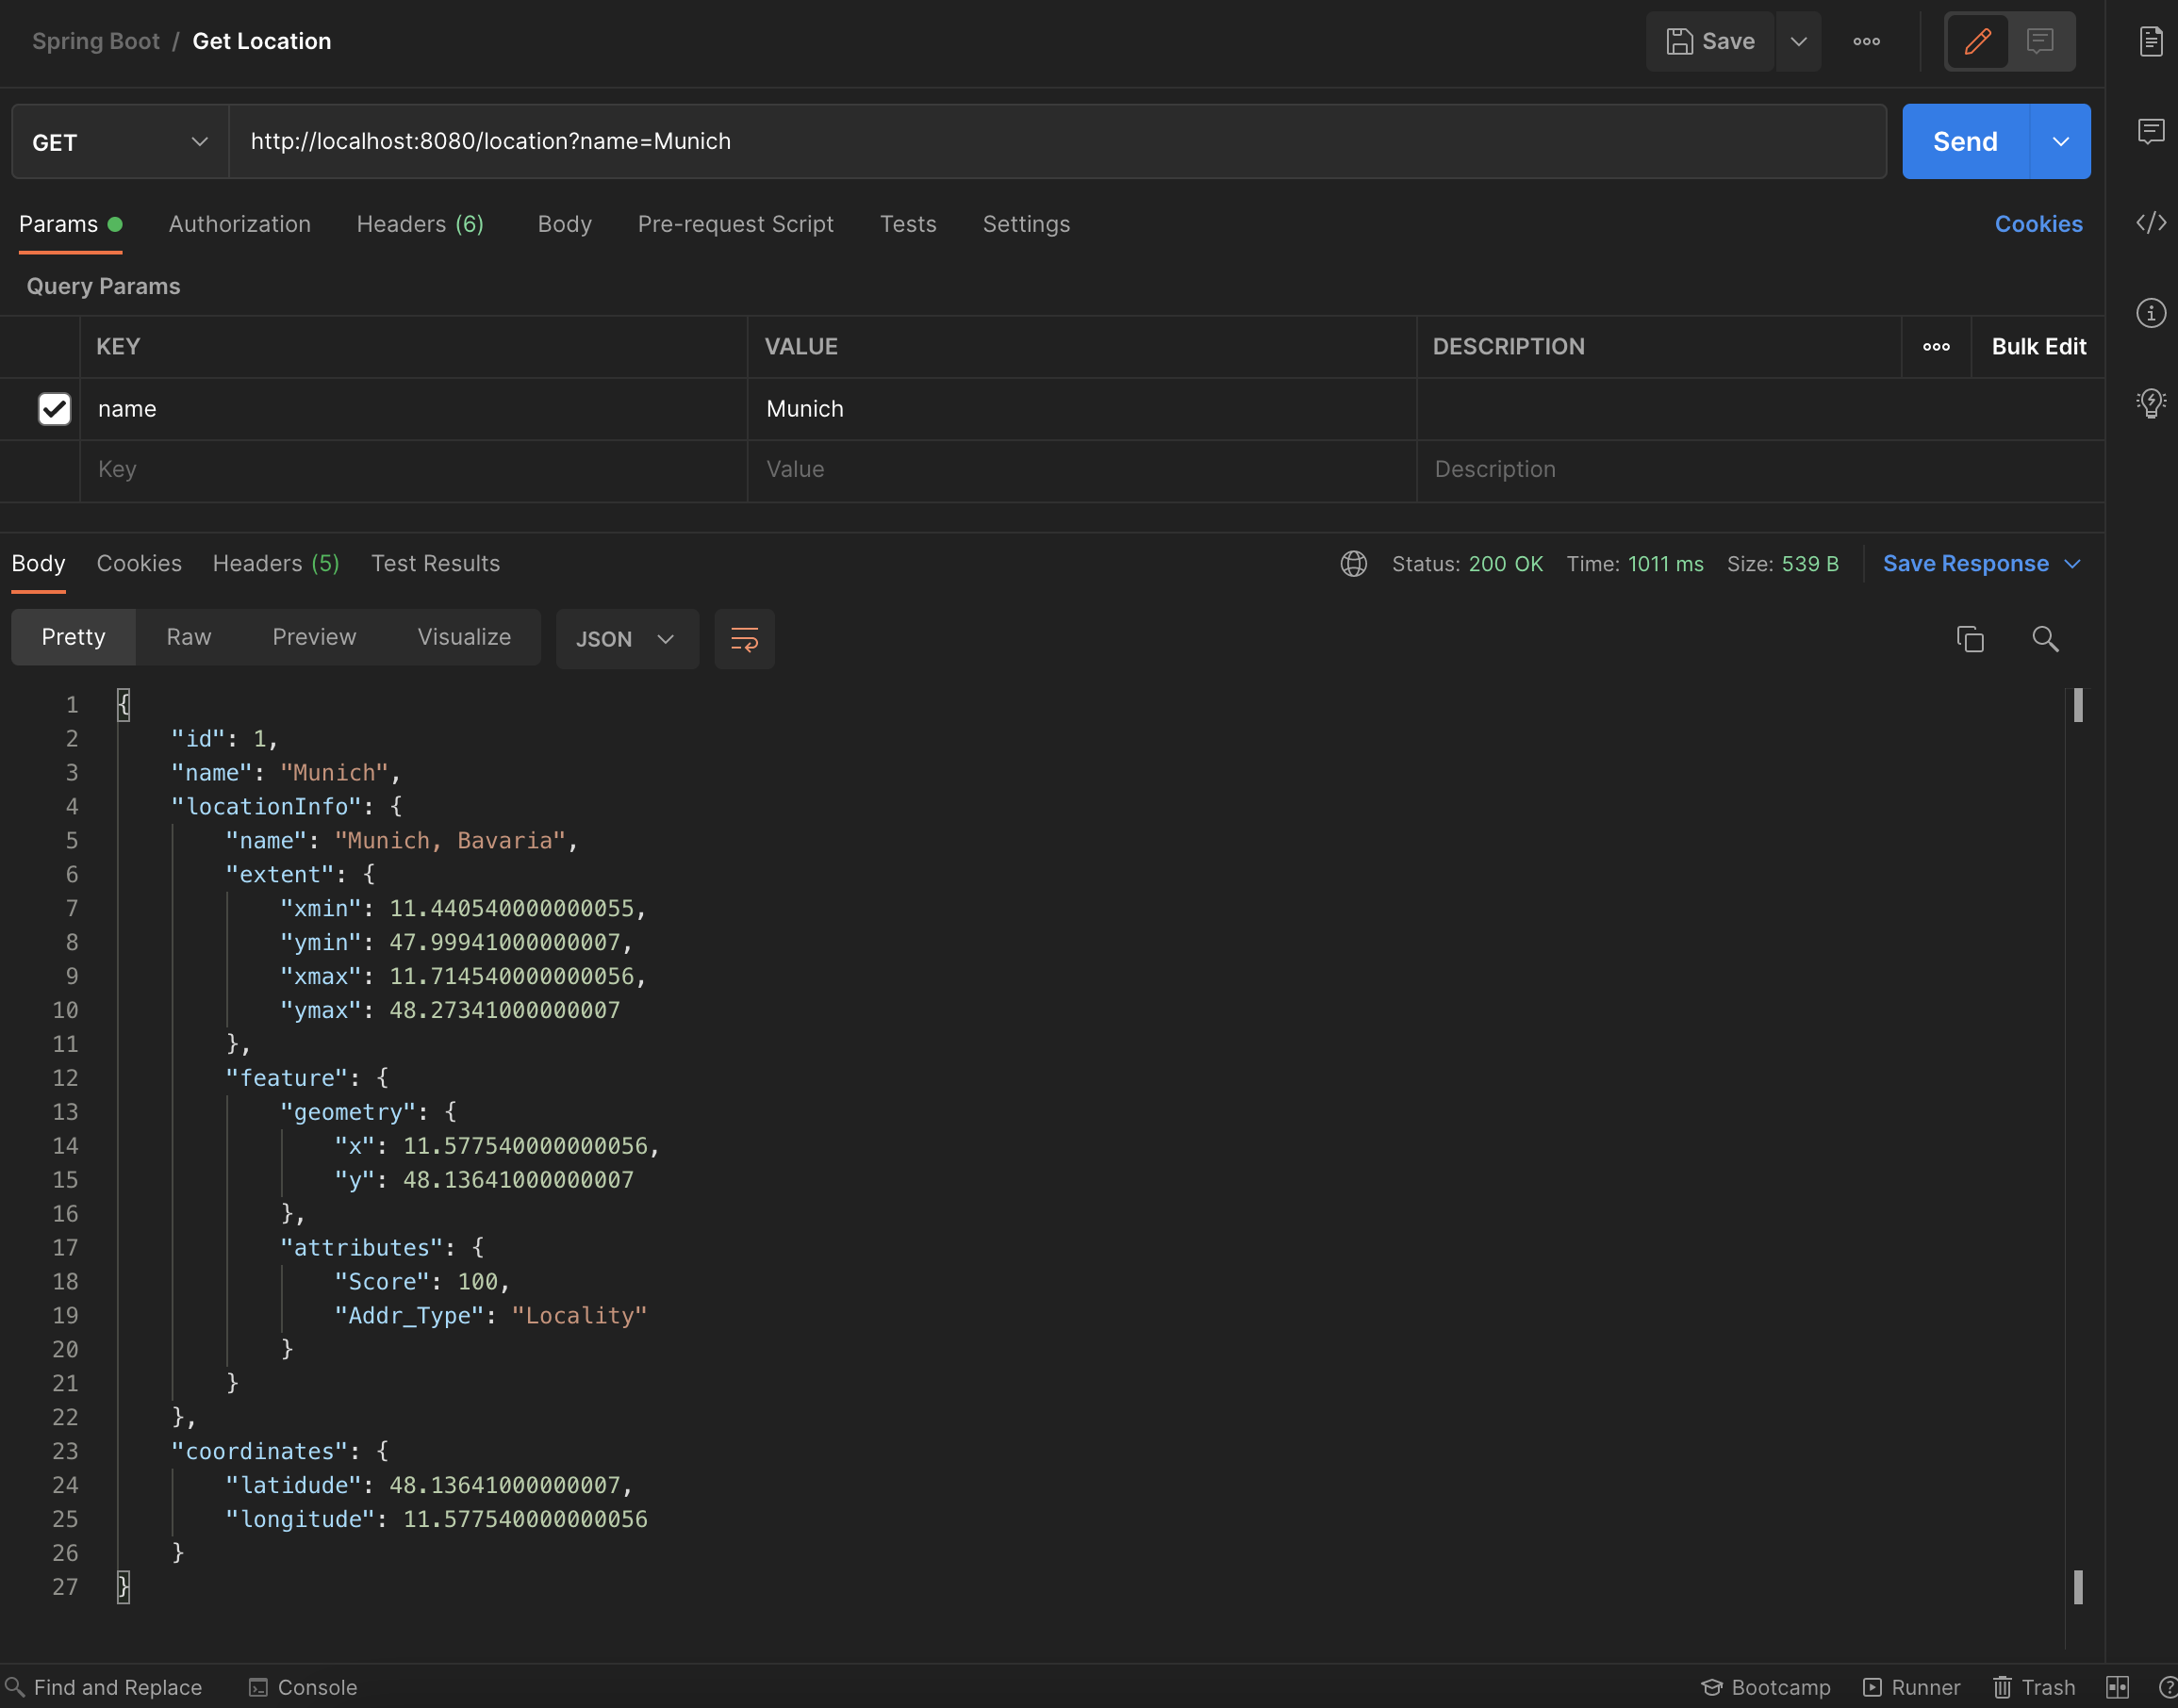 Spring Boot / Get Location
Save
GET http://localhost:8080/location?name=Munich Send
Params Authorization Headers (6) Body Pre-request Script Tests Settings Cookies
Query Params
KEY VALUE DESCRIPTION Bulk Edit
name Munich
Key Value Description
Body Cookies Headers (5) Test Results Status: 200 OK Time: 1011 ms Size: 539 B Save Response
Pretty Raw Preview Visualize JSON
1 {
2 "id": 1,
3 "name": "Munich",
4 "locationInfo": {
5 "name": "Munich, Bavaria",
6 "extent": {
7 "xmin": 11.440540000000055,
8 "ymin": 47.99941000000007,
9 "xmax": 11.714540000000056,
10 "ymax": 48.27341000000007
11 },
12 "feature": {
13 "geometry": {
14 "x": 11.577540000000056,
15 "y": 48.13641000000007
16 },
17 "attributes": {
18 "Score": 100,
19 "Addr_Type": "Locality"
20 }
21 }
22 },
23 "coordinates": {
24 "latidude": 48.13641000000007,
25 "longitude": 11.577540000000056
26 }
27 }
Find and Replace Console Bootcamp Runner Trash